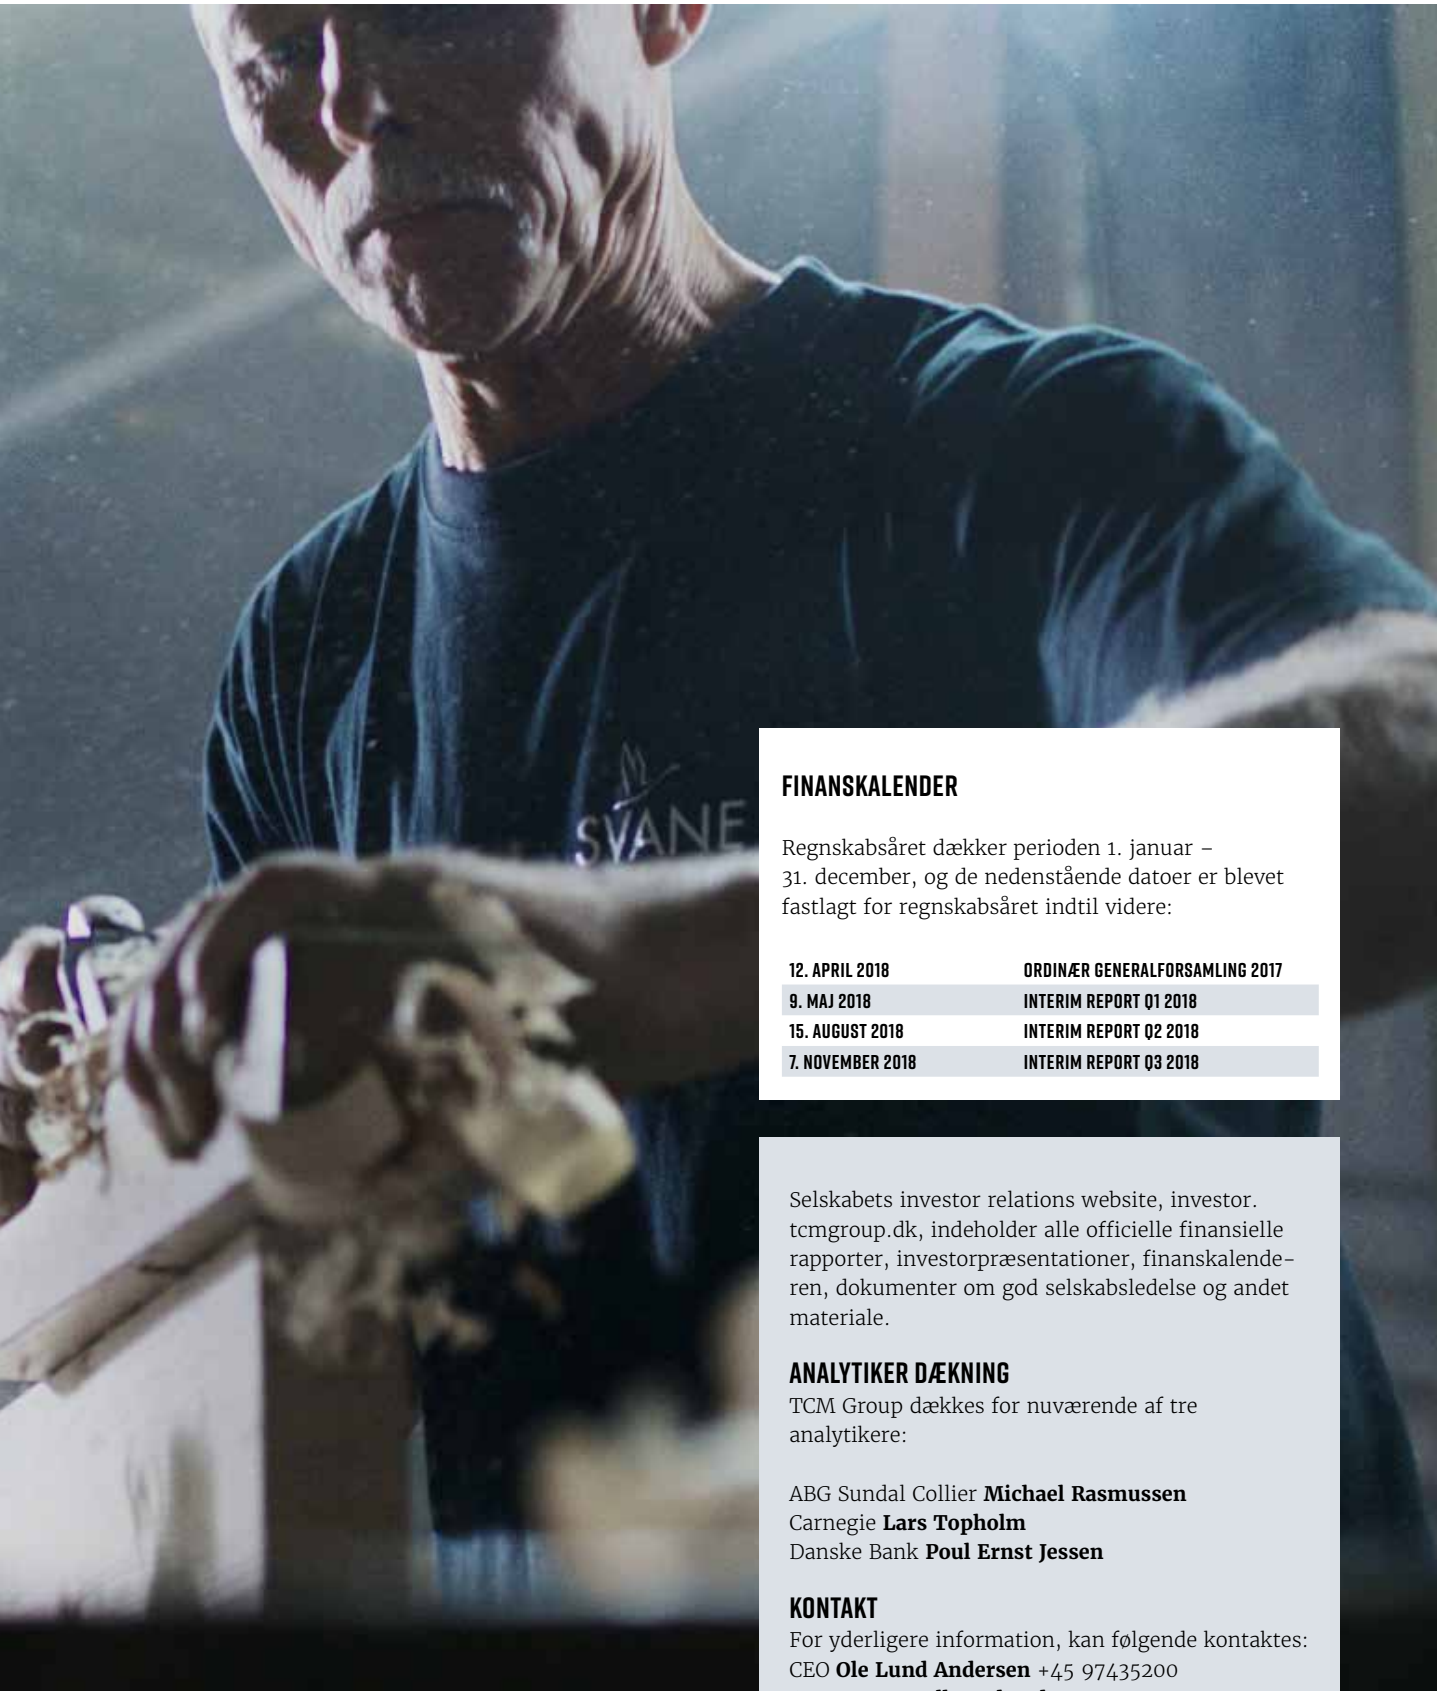 SVANE
FINANSKALENDER
Regnskabsåret dækker perioden 1. januar –
31. december, og de nedenstående datoer er blevet
fastlagt for regnskabsåret indtil videre:
12. APRIL 2018 ORDINÆR GENERALFORSAMLING 2017
9. MAJ 2018 INTERIM REPORT Q1 2018
15. AUGUST 2018 INTERIM REPORT Q2 2018
7. NOVEMBER 2018 INTERIM REPORT Q3 2018
Selskabets investor relations website, investor.
tcmgroup.dk, indeholder alle officielle finansielle
rapporter, investorpræsentationer, finanskalende-
ren, dokumenter om god selskabsledelse og andet
materiale.
ANALYTIKER DÆKNING
TCM Group dækkes for nuværende af tre
analytikere:
ABG Sundal Collier Michael Rasmussen
Carnegie Lars Topholm
Danske Bank Poul Ernst Jessen
KONTAKT
For yderligere information, kan følgende kontaktes:
CEO Ole Lund Andersen +45 97435200